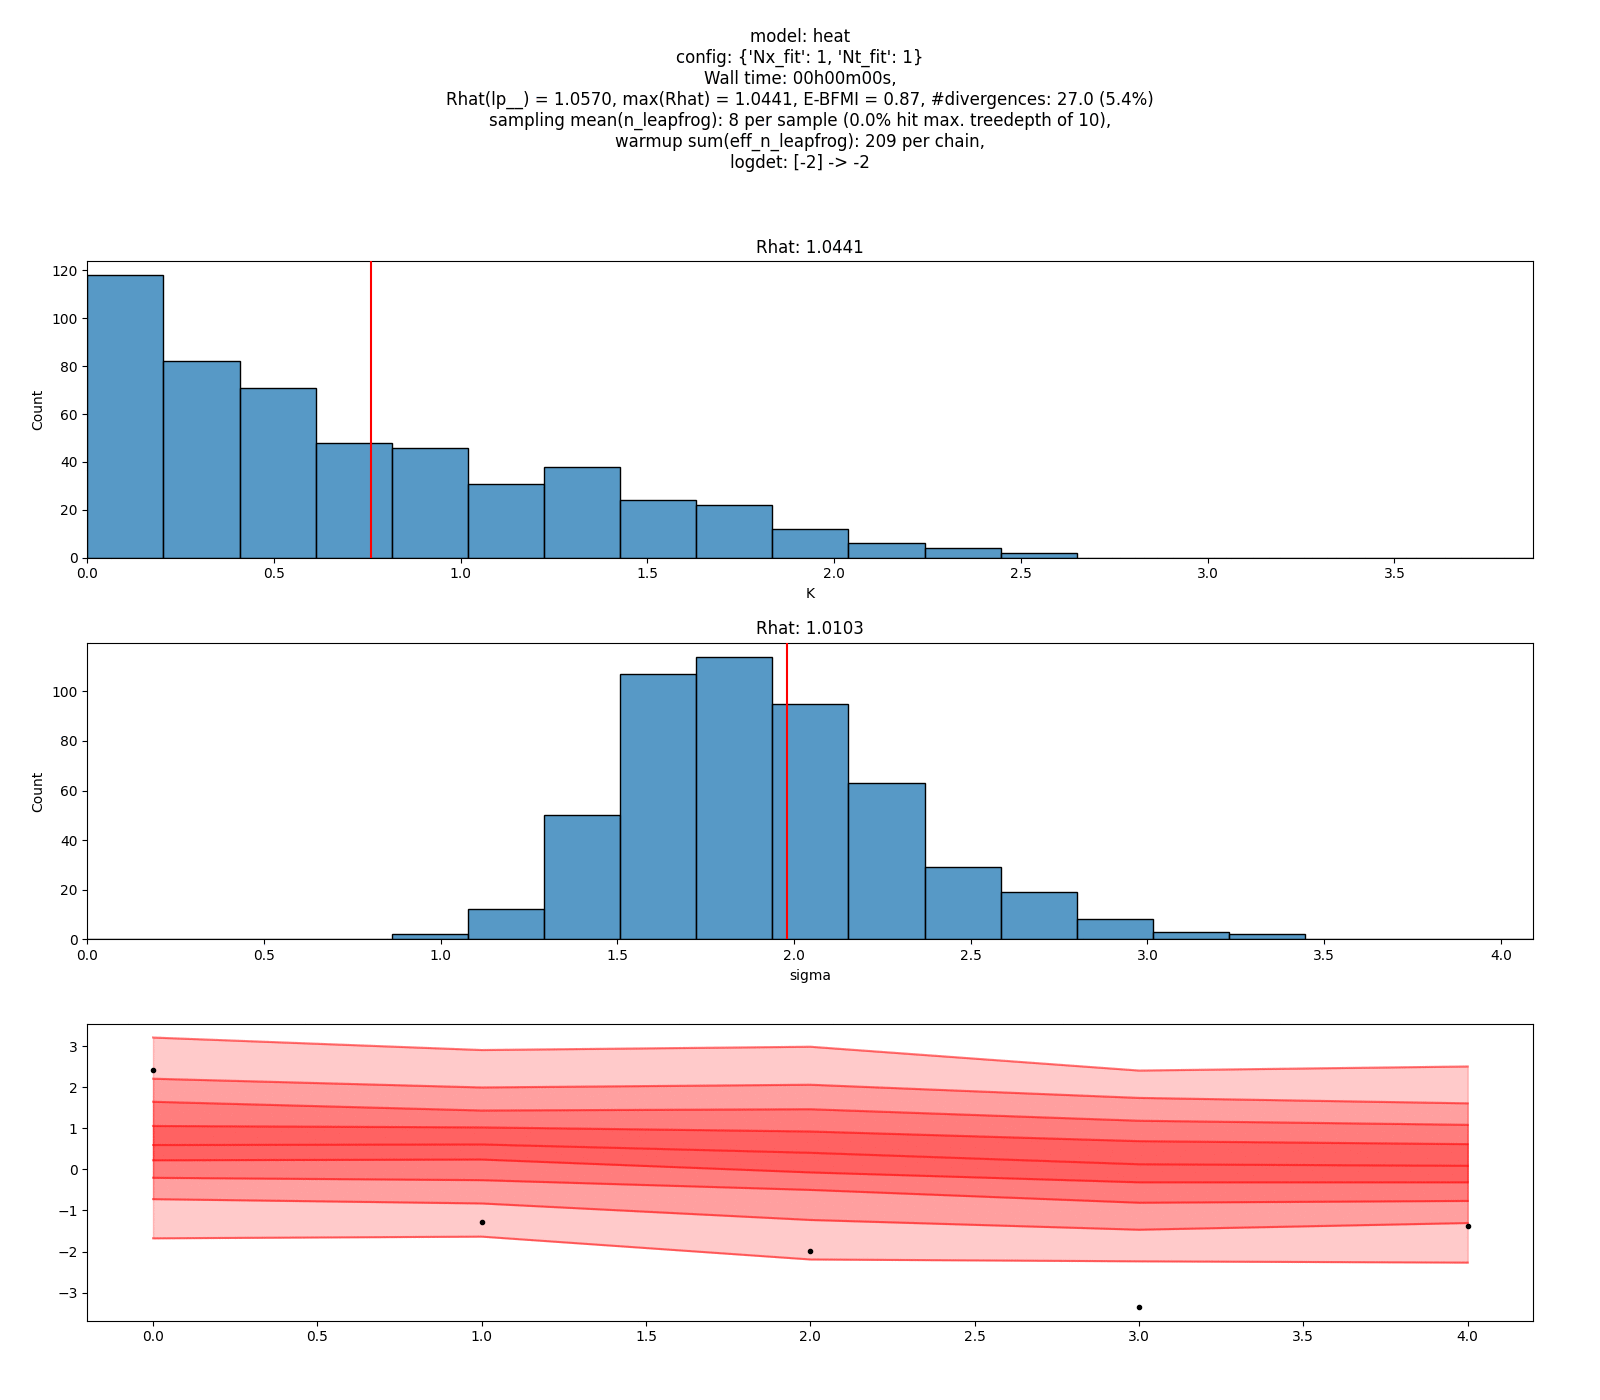 model: heat
config: {'Nx_fit': 1, 'Nt_fit': 1}
Wall time: 00h00m00s,
Rhat(lp__) = 1.0570, max(Rhat) = 1.0441, E-BFMI = 0.87, #divergences: 27.0 (5.4%)
sampling mean(n_leapfrog): 8 per sample (0.0% hit max. treedepth of 10),
warmup sum(eff_n_leapfrog): 209 per chain,
logdet: [-2] -> -2
Rhat: 1.0441
120
100
80
60
40
20
0
Count
0.0 0.5 1.0 1.5 2.0 2.5 3.0 3.5
K
Rhat: 1.0103
100
80
60
40
20
0
Count
0.0 0.5 1.0 1.5 2.0 2.5 3.0 3.5 4.0
sigma
3
2
1
0
−1
−2
−3
0.0 0.5 1.0 1.5 2.0 2.5 3.0 3.5 4.0